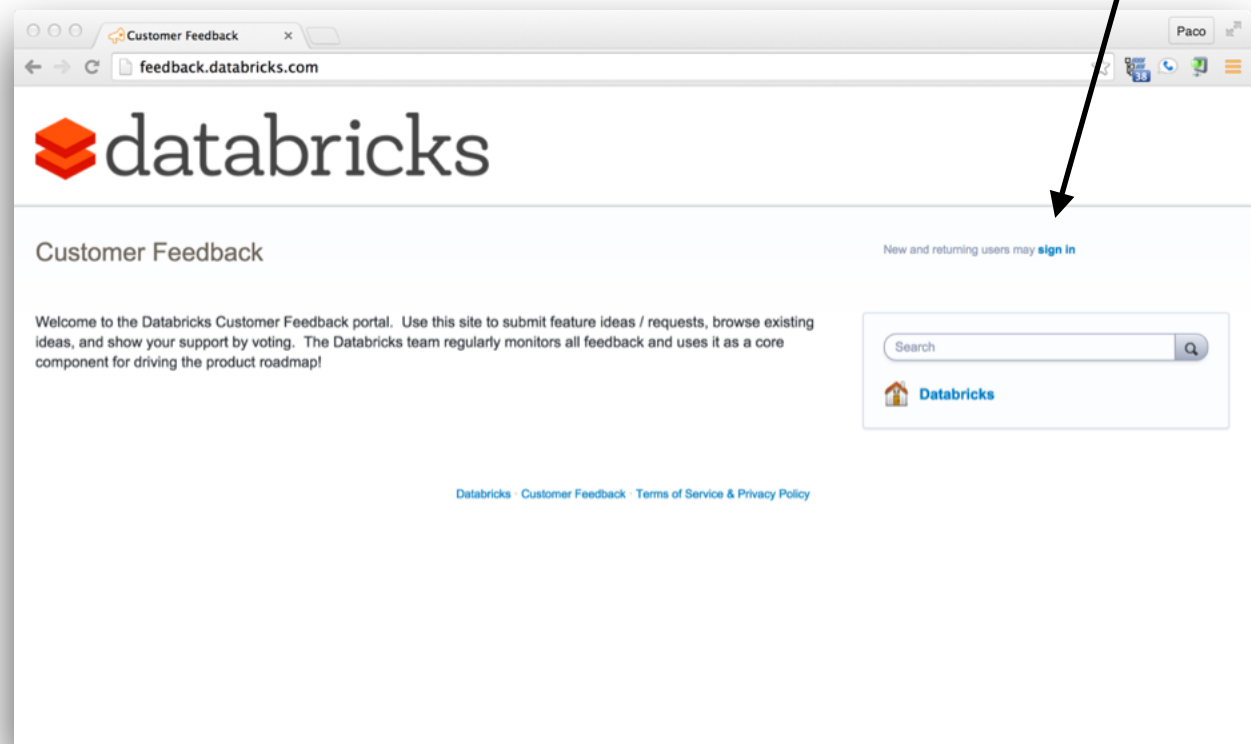 Customer Feedback
Paco
feedback.databricks.com
38
databricks
Customer Feedback
New and returning users may sign in
Welcome to the Databricks Customer Feedback portal. Use this site to submit feature ideas / requests, browse existing
ideas, and show your support by voting. The Databricks team regularly monitors all feedback and uses it as a core
component for driving the product roadmap!
Search
Databricks
Databricks · Customer Feedback · Terms of Service & Privacy Policy